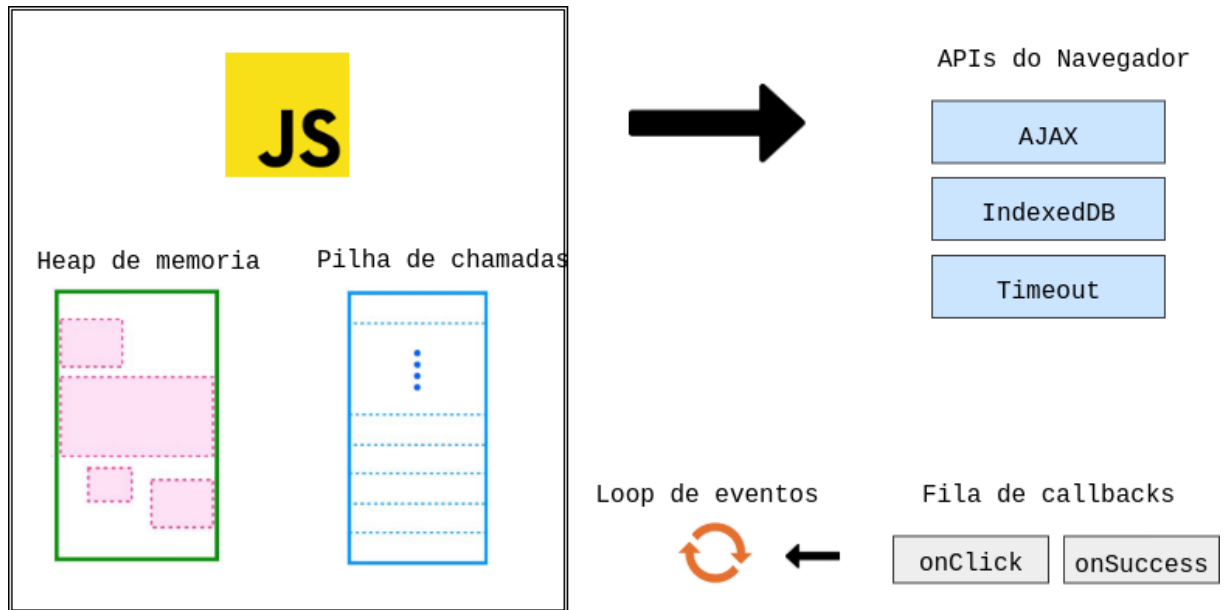 JS
Heap de memoria
Pilha de chamadas
APIs do Navegador
AJAX
IndexedDB
Timeout
Loop de eventos
Fila de callbacks
onClick
onSuccess